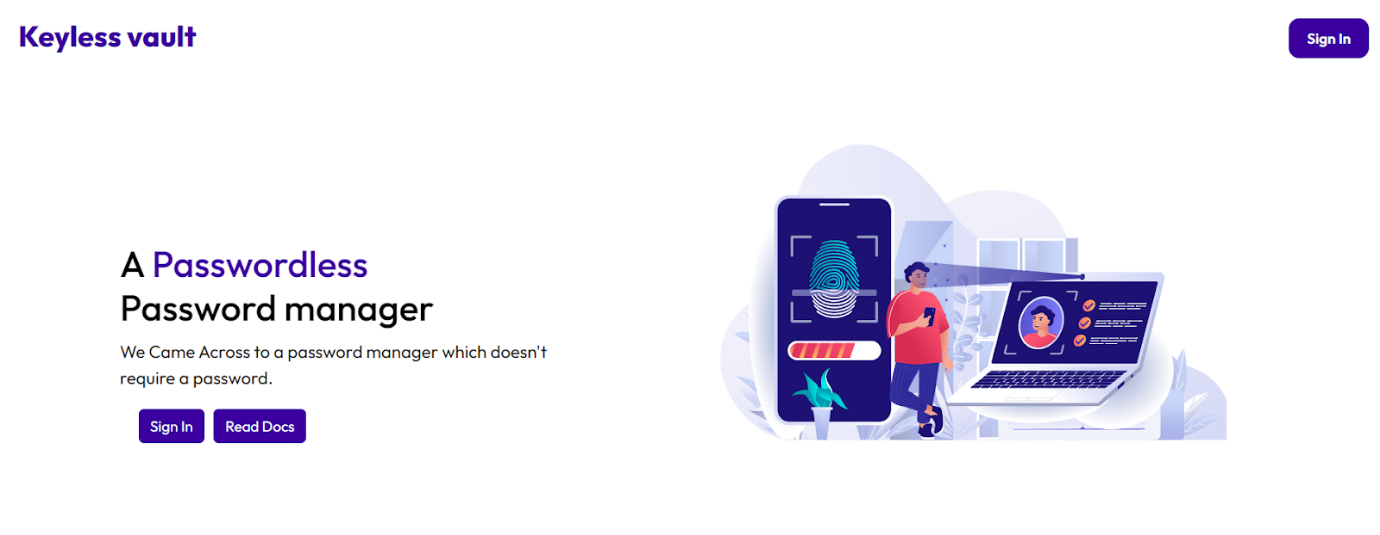 Keyless vault
Sign In
A Passwordless
Password manager
We Came Across to a password manager which doesn't
require a password.
Sign In
Read Docs